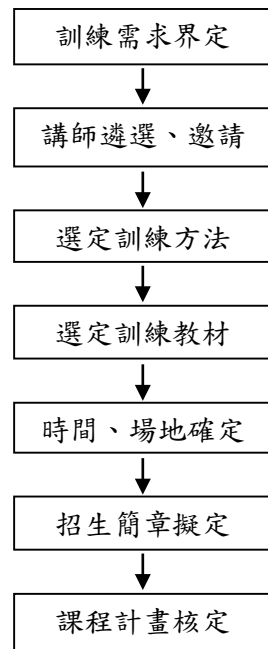 訓練需求界定
講師遴選、邀請
選定訓練方法
選定訓練教材
時間、場地確定
招生簡章擬定
課程計畫核定